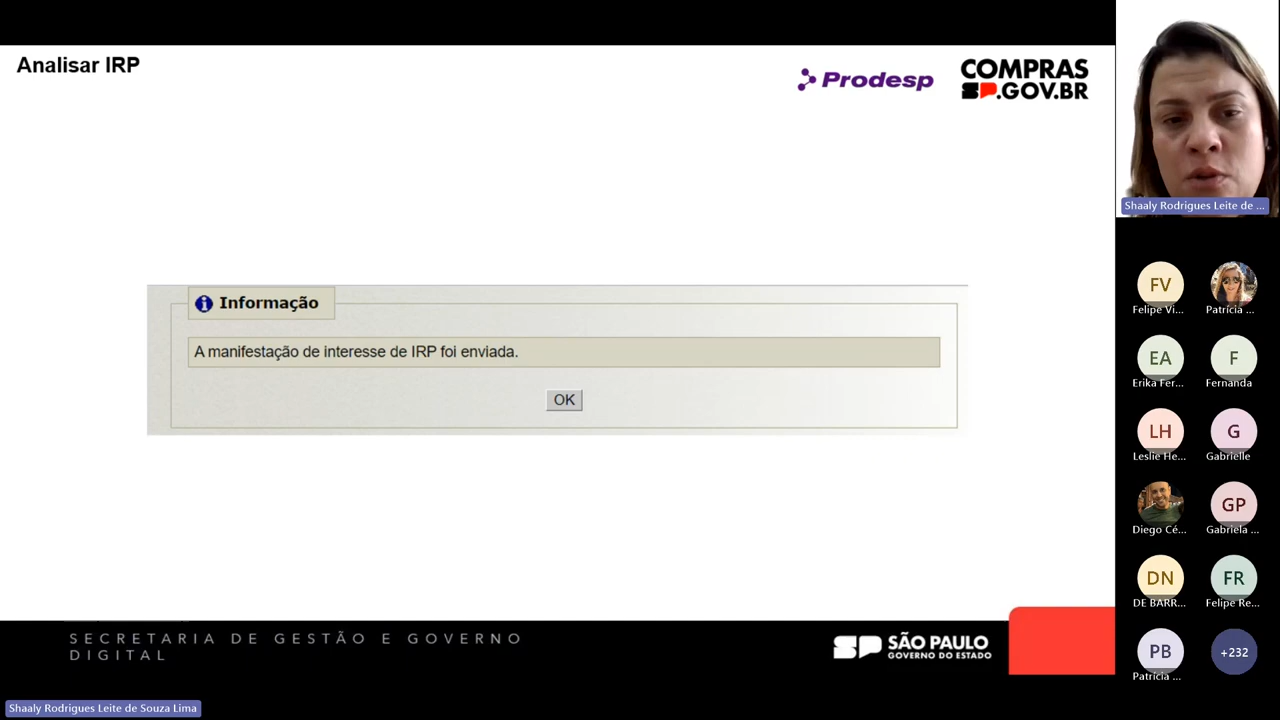 Analisar IRP
Prodesp
COMPRAS
SP.GOV.BR
Informação
A manifestação de interesse de IRP foi enviada.
OK
SECRETARIA DE GESTÃO E GOVERNO
DIGITAL
SP SÃO PAULO
GOVERNO DO ESTADO
Shaaly Rodrigues Leite de Souza Lima
Shaaly Rodrigues Leite de ...
FV
Felipe Vi...
Patrícia ...
EA
Erika Fer...
F
Fernanda
LH
Leslie He...
G
Gabrielle
Diego Cé...
GP
Gabriela ...
DN
DE BARR...
FR
Felipe Re...
PB
Patrícia ...
+232